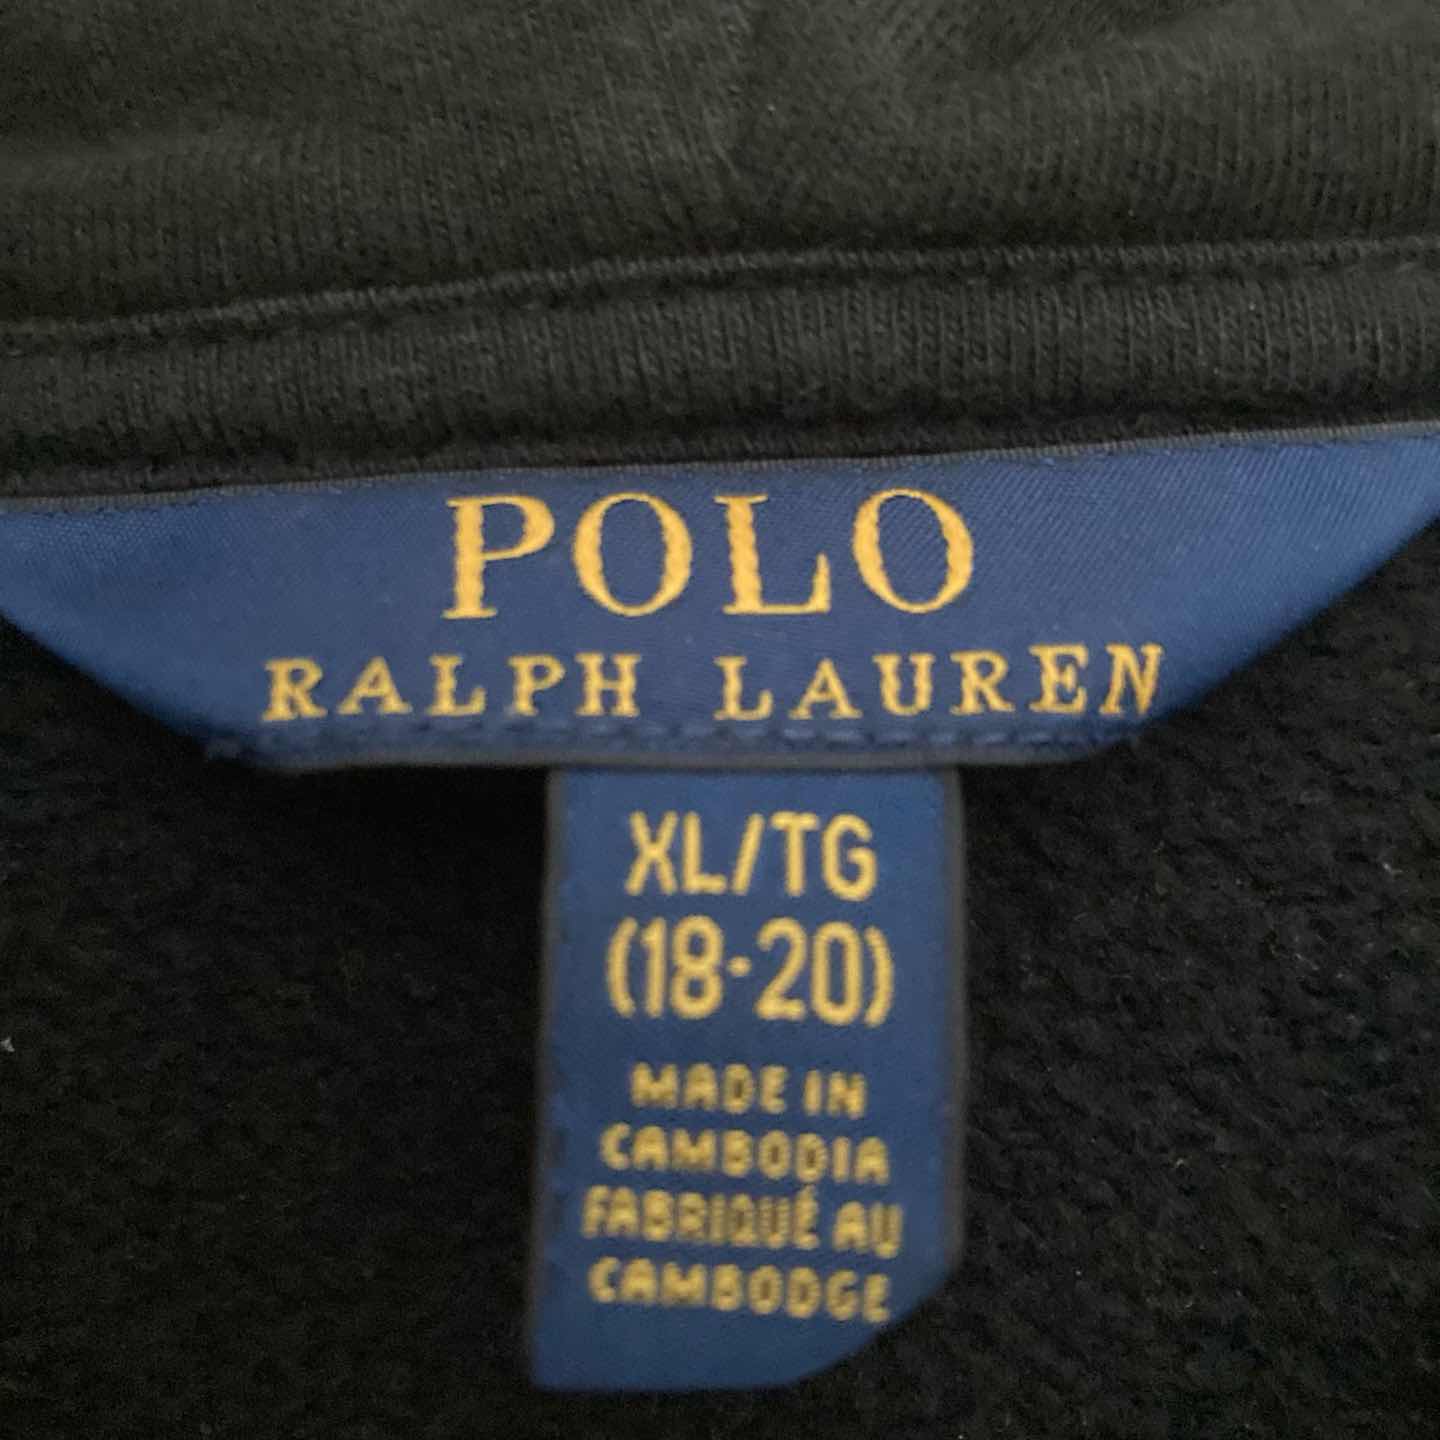 POLO
RALPH LAUREN
XL/TG
(18-20)
MADE IN
CAMBODIA
FABRIQUÉ AU
CAMBODGE